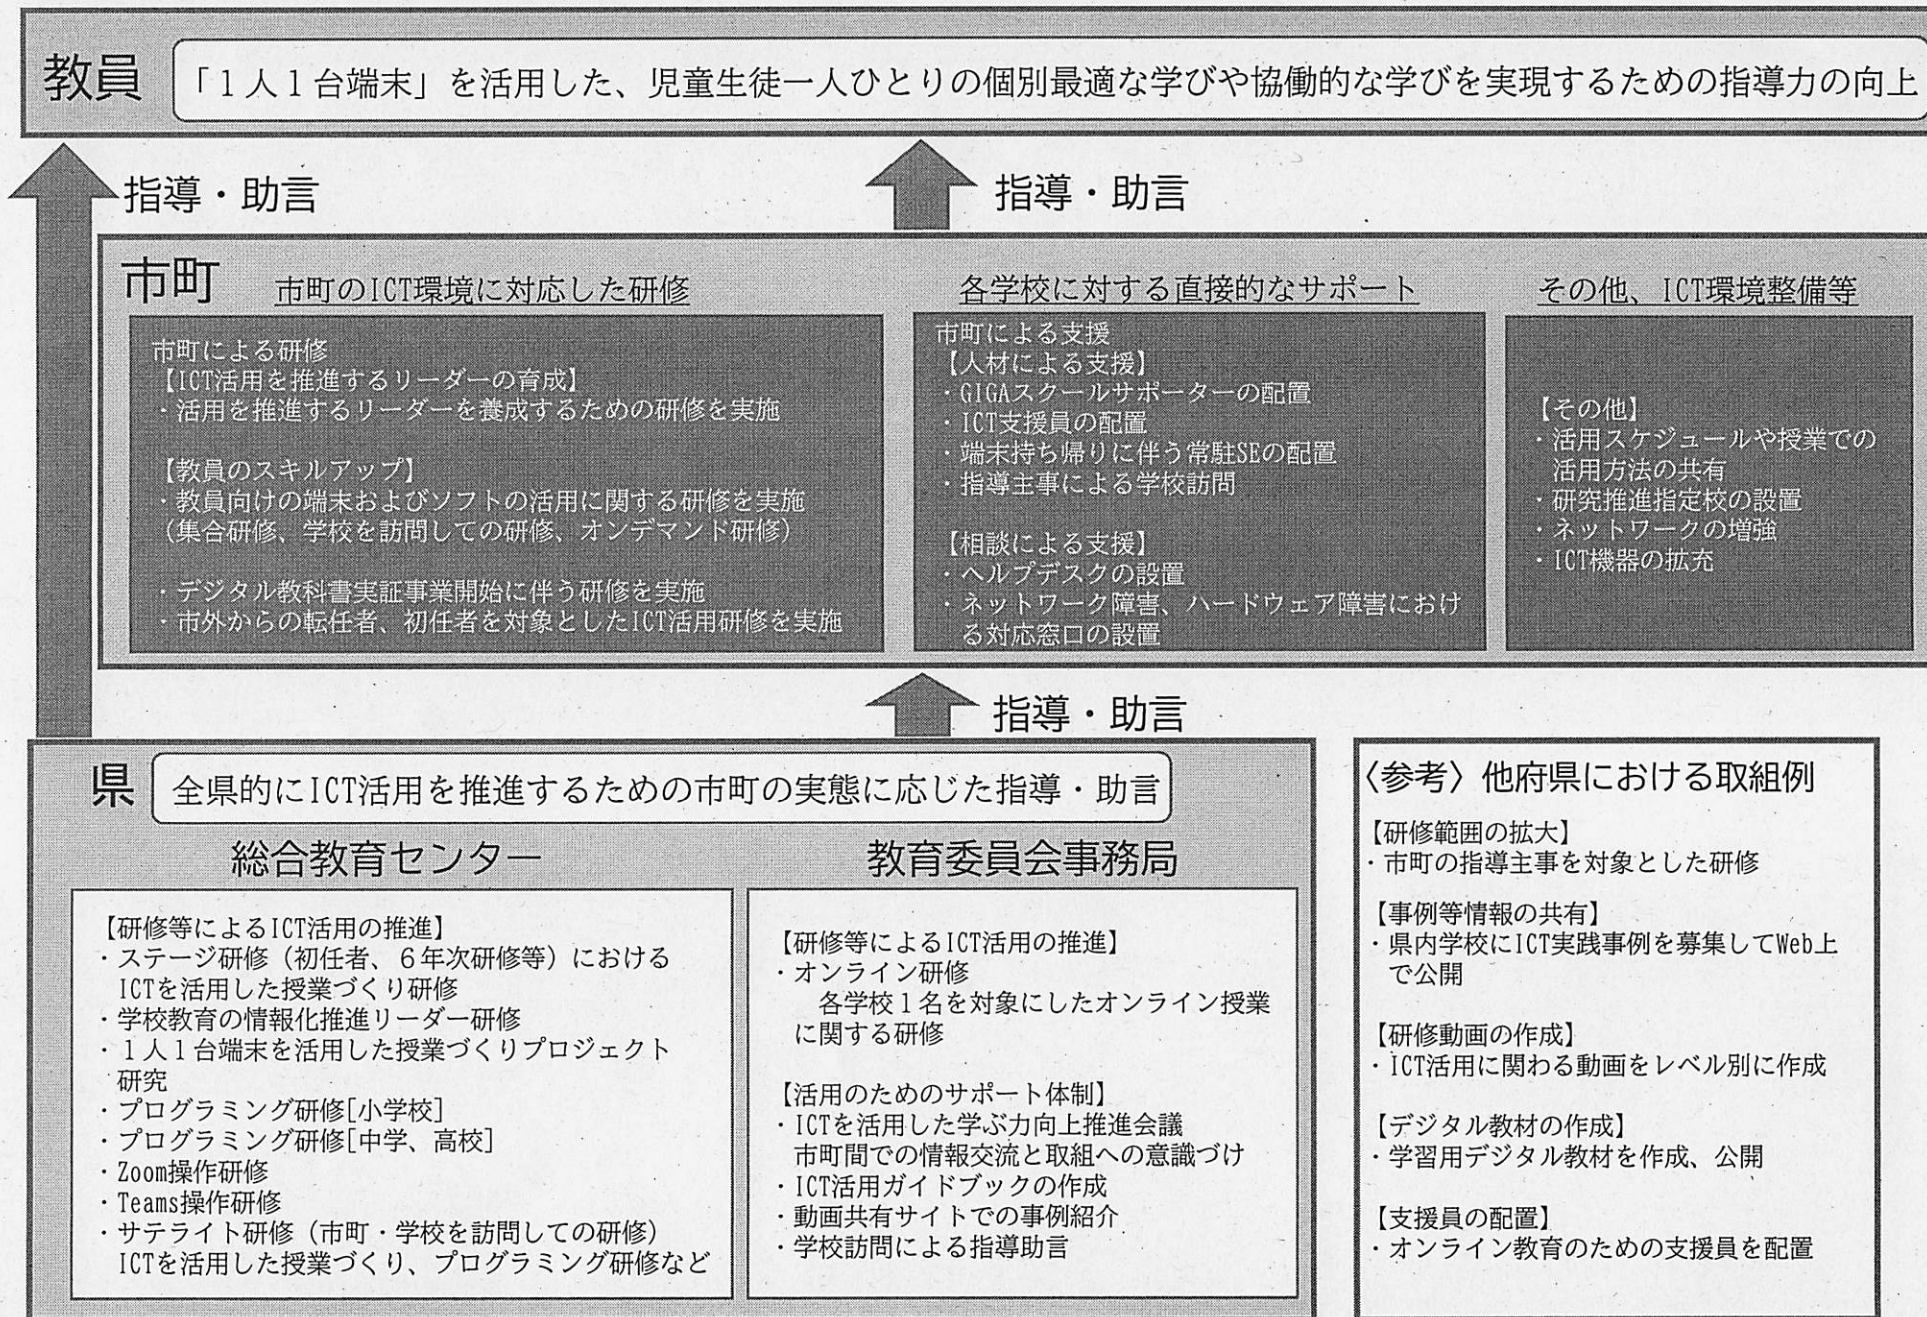 教員
「1人1台端末」を活用した、児童生徒一人ひとりの個別最適な学びや協働的な学びを実現するための指導力の向上
指導・助言
指導・助言
市町
市町のICT環境に対応した研修
市町による研修
【ICT活用を推進するリーダーの育成】
・活用を推進するリーダーを養成するための研修を実施
【教員のスキルアップ】
・教員向けの端末およびソフトの活用に関する研修を実施
（集合研修、学校を訪問しての研修、オンデマンド研修）
・デジタル教科書実証事業開始に伴う研修を実施
・市外からの転任者、初任者を対象としたICT活用研修を実施
各学校に対する直接的なサポート
市町による支援
【人材による支援】
・GIGAスクールサポーターの配置
・ICT支援員の配置
・端末持ち帰りに伴う常駐SEの配置
・指導主事による学校訪問
【相談による支援】
・ヘルプデスクの設置
・ネットワーク障害、ハードウェア障害におけ
る対応窓口の設置
その他、ICT環境整備等
【その他】
・活用スケジュールや授業での
活用方法の共有
・研究推進指定校の設置
・ネットワークの増強
・ICT機器の拡充
指導・助言
県
全県的にICT活用を推進するための市町の実態に応じた指導・助言
総合教育センター
【研修等によるICT活用の推進】
・ステージ研修（初任者、6年次研修等）における
ICTを活用した授業づくり研修
・学校教育の情報化推進リーダー研修
・1人1台端末を活用した授業づくりプロジェクト
研究
・プログラミング研修[小学校]
・プログラミング研修[中学、高校]
・Zoom操作研修
・Teams操作研修
・サテライト研修（市町・学校を訪問しての研修）
ICTを活用した授業づくり、プログラミング研修など
教育委員会事務局
【研修等によるICT活用の推進】
・オンライン研修
各学校1名を対象にしたオンライン授業
に関する研修
【活用のためのサポート体制】
・ICTを活用した学ぶ力向上推進会議
市町間での情報交流と取組への意識づけ
・ICT活用ガイドブックの作成
・動画共有サイトでの事例紹介
・学校訪問による指導助言
〈参考〉他府県における取組例
【研修範囲の拡大】
・市町の指導主事を対象とした研修
【事例等情報の共有】
・県内学校にICT実践事例を募集してWeb上
で公開
【研修動画の作成】
・ICT活用に関わる動画をレベル別に作成
【デジタル教材の作成】
・学習用デジタル教材を作成、公開
【支援員の配置】
・オンライン教育のための支援員を配置